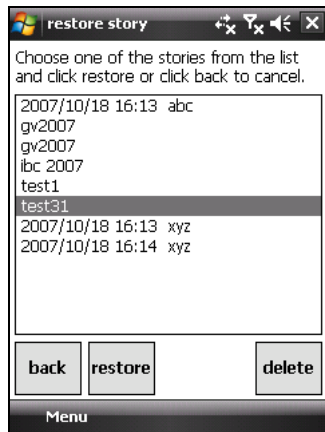 restore story
Choose one of the stories from the list
and click restore or click back to cancel.
2007/10/18 16:13 abc
gv2007
gv2007
ibc 2007
test1
test31
2007/10/18 16:13 xyz
2007/10/18 16:14 xyz
back restore delete
Menu